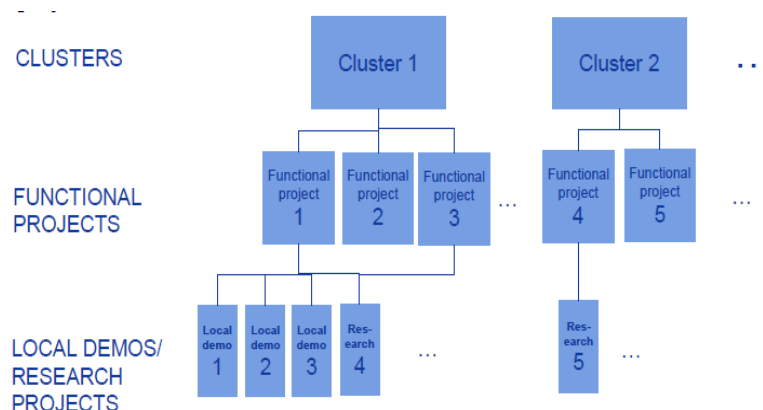 CLUSTERS
Cluster 1
Cluster 2
..
FUNCTIONAL
PROJECTS
Functional
project
1
Functional
project
2
Functional
project
3
...
Functional
project
4
Functional
project
5
...
LOCAL DEMOS/
RESEARCH
PROJECTS
Local
demo
1
Local
demo
2
Local
demo
3
Res-
earch
4
...
Res-
earch
5
...